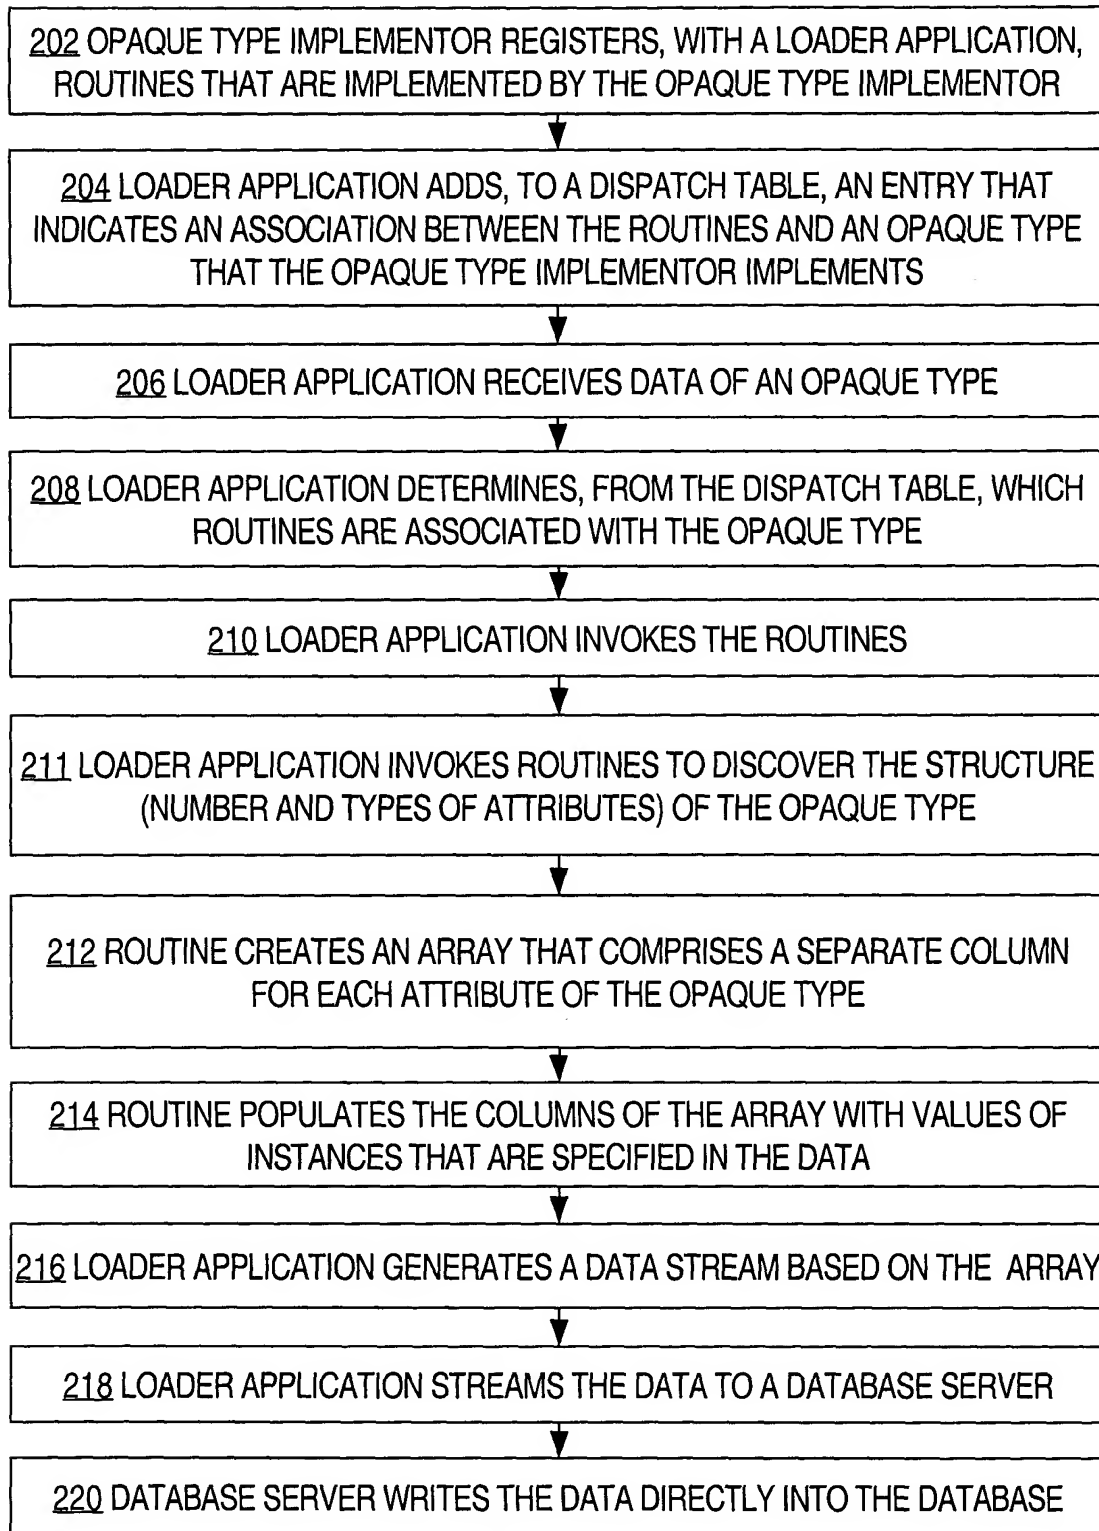 202 OPAQUE TYPE IMPLEMENTOR REGISTERS, WITH A LOADER APPLICATION,
ROUTINES THAT ARE IMPLEMENTED BY THE OPAQUE TYPE IMPLEMENTOR
204 LOADER APPLICATION ADDS, TO A DISPATCH TABLE, AN ENTRY THAT
INDICATES AN ASSOCIATION BETWEEN THE ROUTINES AND AN OPAQUE TYPE
THAT THE OPAQUE TYPE IMPLEMENTOR IMPLEMENTS
206 LOADER APPLICATION RECEIVES DATA OF AN OPAQUE TYPE
208 LOADER APPLICATION DETERMINES, FROM THE DISPATCH TABLE, WHICH
ROUTINES ARE ASSOCIATED WITH THE OPAQUE TYPE
210 LOADER APPLICATION INVOKES THE ROUTINES
211 LOADER APPLICATION INVOKES ROUTINES TO DISCOVER THE STRUCTURE
(NUMBER AND TYPES OF ATTRIBUTES) OF THE OPAQUE TYPE
212 ROUTINE CREATES AN ARRAY THAT COMPRISES A SEPARATE COLUMN
FOR EACH ATTRIBUTE OF THE OPAQUE TYPE
214 ROUTINE POPULATES THE COLUMNS OF THE ARRAY WITH VALUES OF
INSTANCES THAT ARE SPECIFIED IN THE DATA
216 LOADER APPLICATION GENERATES A DATA STREAM BASED ON THE ARRAY
218 LOADER APPLICATION STREAMS THE DATA TO A DATABASE SERVER
220 DATABASE SERVER WRITES THE DATA DIRECTLY INTO THE DATABASE